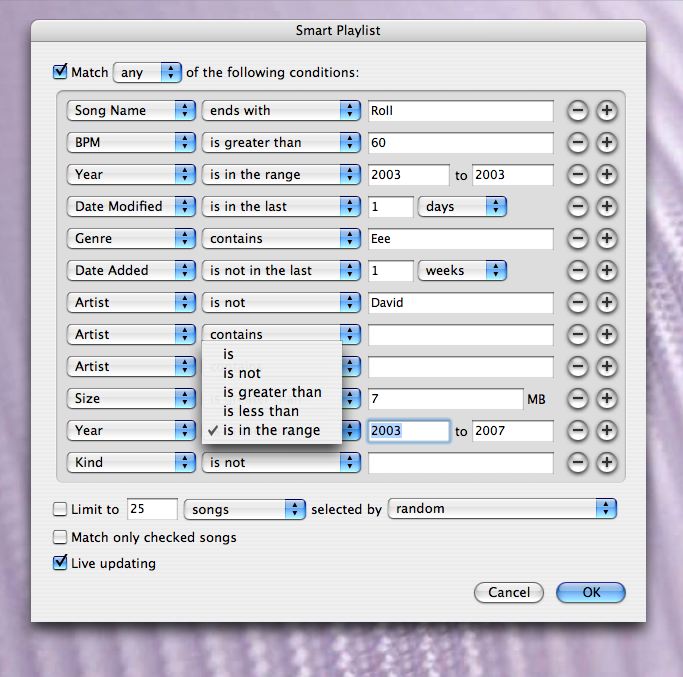 Smart Playlist
Match any of the following conditions:
Song Name ends with Roll
BPM is greater than 60
Year is in the range 2003 to 2003
Date Modified is in the last 1 days
Genre contains Eee
Date Added is not in the last 1 weeks
Artist is not David
Artist contains
is
Artist
is not
is greater than
Size 7 MB
is less than
Year ✓ is in the range 2003 to 2007
Kind is not
Limit to 25 songs selected by random
Match only checked songs
Live updating
Cancel OK